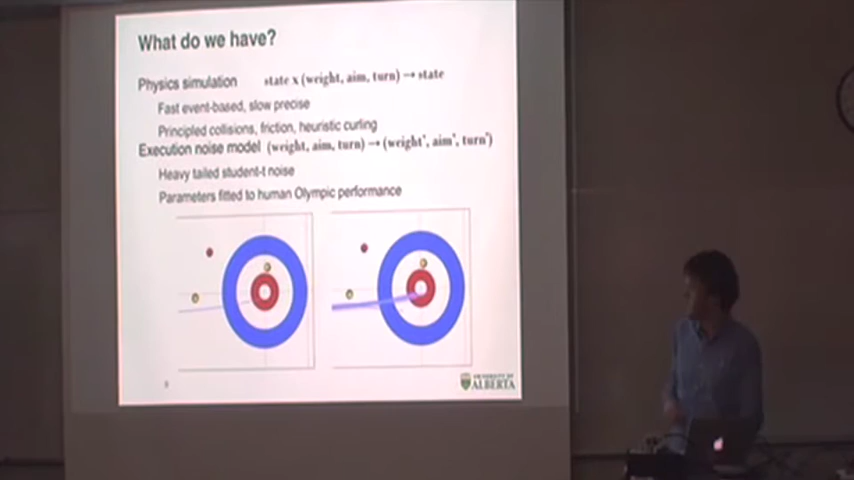 What do we have?
Physics simulation state x (weight, aim, turn) → state
Fast event-based, slow precise
Principled collisions, friction, heuristic curling
Execution noise model (weight, aim, turn) → (weight', aim', turn')
Heavy tailed student-t noise
Parameters fitted to human Olympic performance
UNIVERSITY OF
ALBERTA